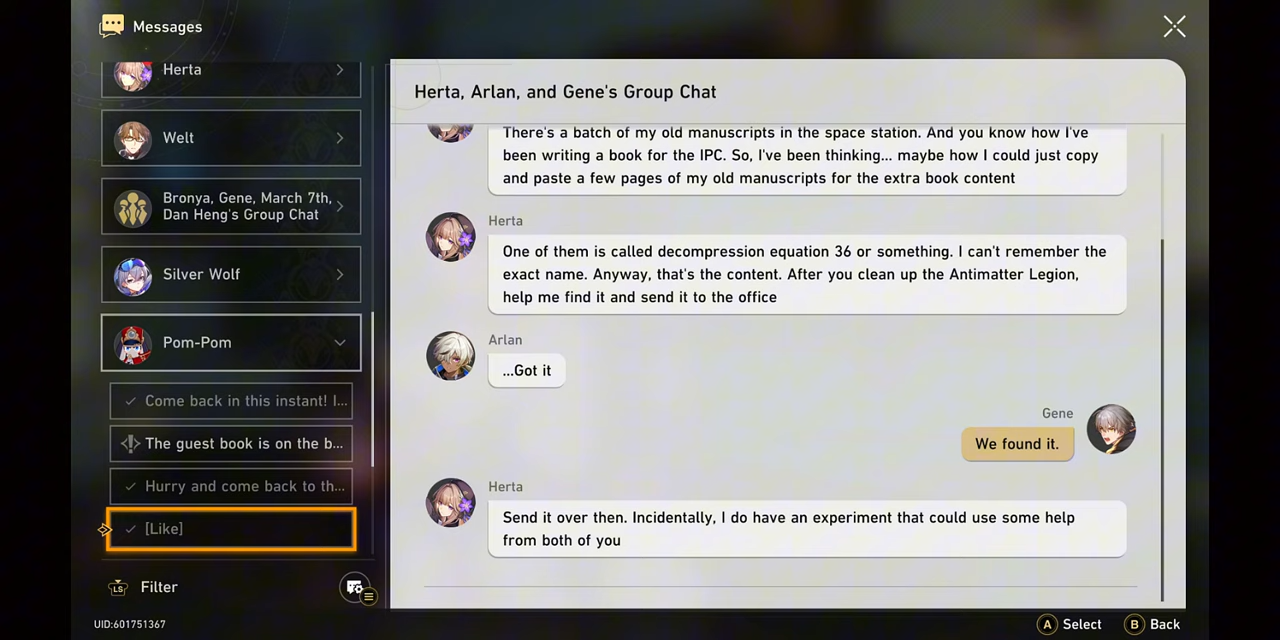 Messages
Herta
Welt
Bronya, Gene, March 7th,
Dan Heng's Group Chat
Silver Wolf
Pom-Pom
Come back in this instant! I...
The guest book is on the b...
Hurry and come back to th...
[Like]
LS
Filter
UID:601751367
Herta, Arlan, and Gene's Group Chat
There's a batch of my old manuscripts in the space station. And you know how I've
been writing a book for the IPC. So, I've been thinking... maybe how I could just copy
and paste a few pages of my old manuscripts for the extra book content
Herta
One of them is called decompression equation 36 or something. I can't remember the
exact name. Anyway, that's the content. After you clean up the Antimatter Legion,
help me find it and send it to the office
Arlan
...Got it
Gene
We found it.
Herta
Send it over then. Incidentally, I do have an experiment that could use some help
from both of you
A Select
B Back